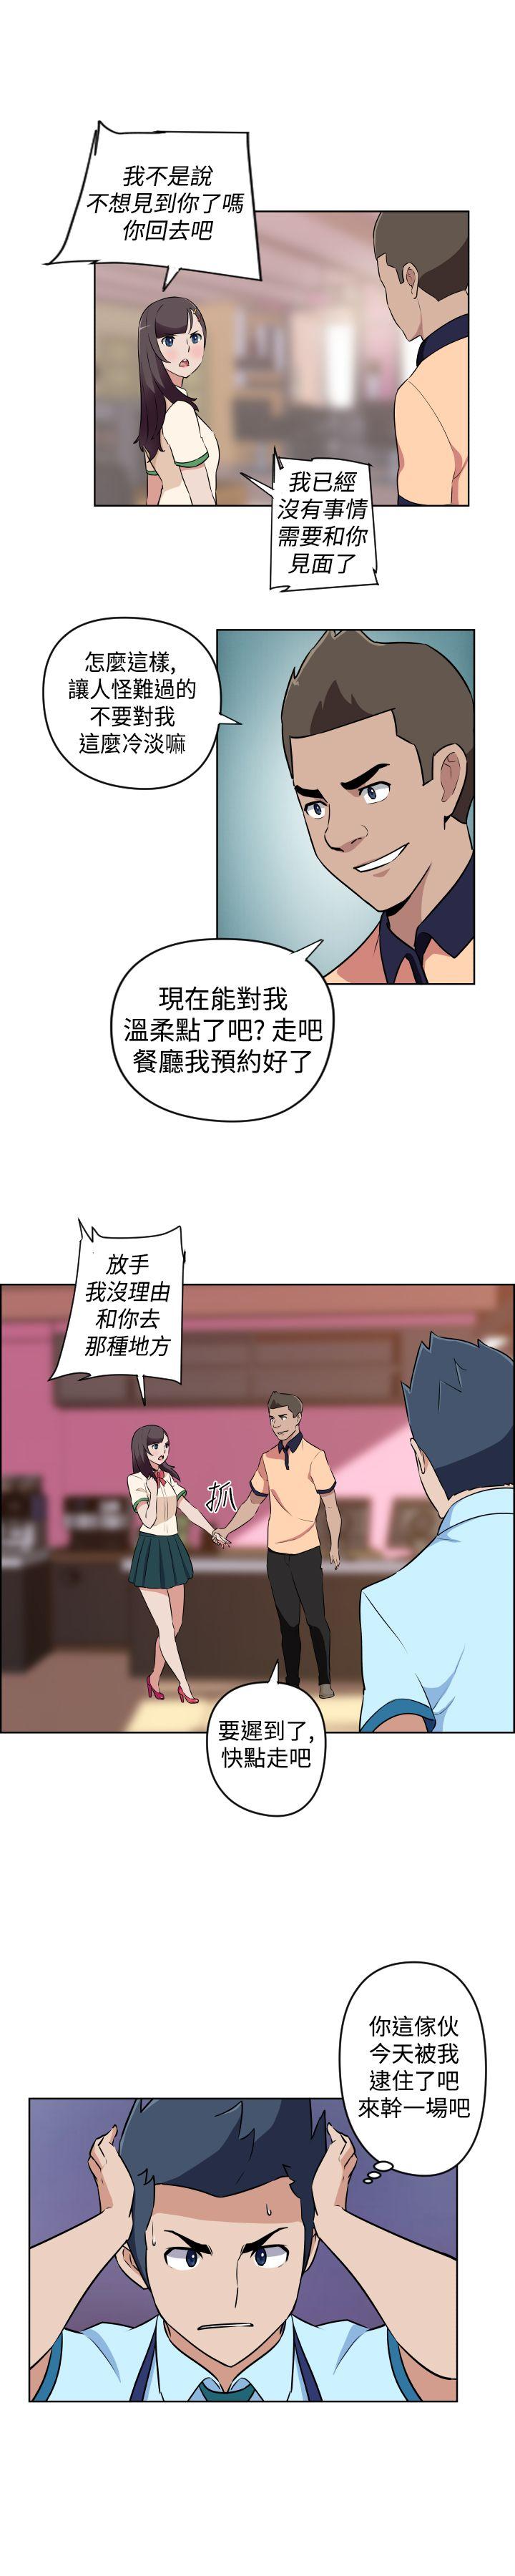 我不是說
不想見到你了嗎
你回去吧
我已經
沒有事情
需要和你
見面了
怎麼這樣,
讓人怪難過的
不要對我
這麼冷淡嘛
現在能對我
溫柔點了吧? 走吧
餐廳我預約好了
放手
我沒理由
和你去
那種地方
抓
要遲到了,
快點走吧
你這傢伙
今天被我
逮住了吧
來幹一場吧